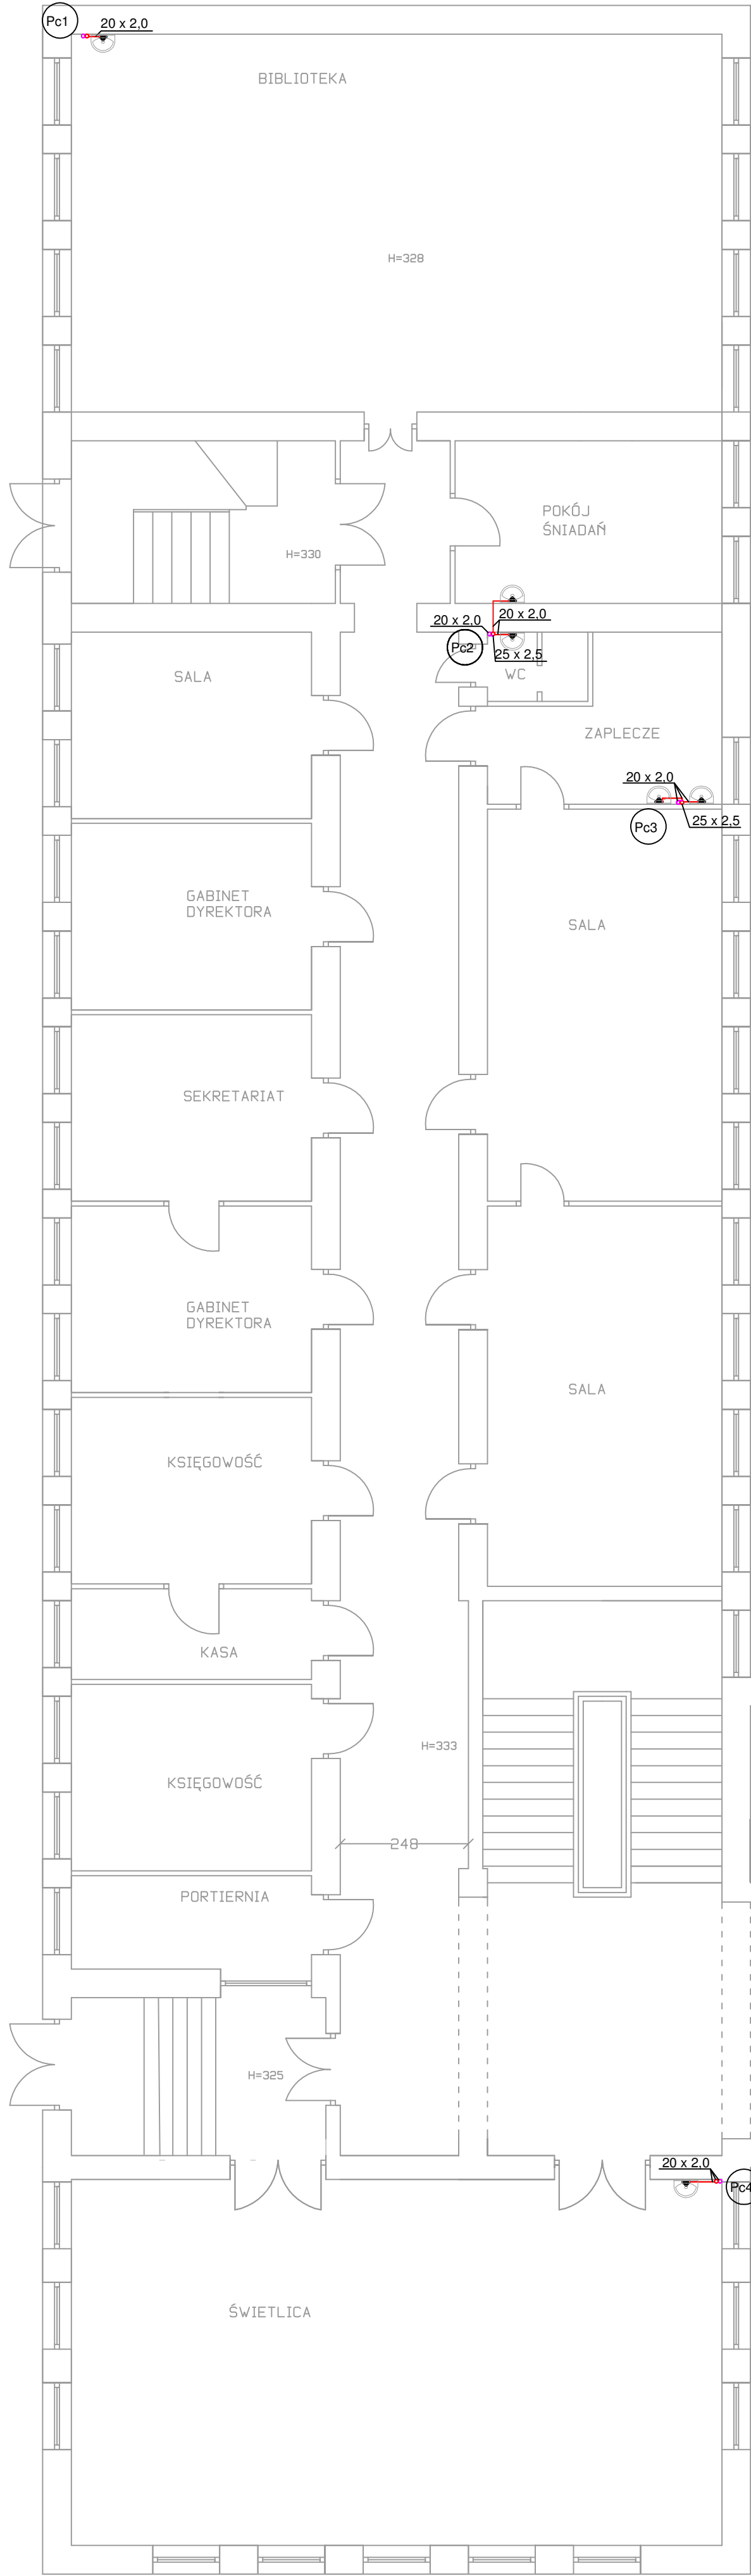 Pc1
20 x 2,0
BIBLIOTEKA
H=328
POKÓJ
ŚNIADAŃ
H=330
20 x 2,0
20 x 2,0
Pc2
25 x 2,5
SALA
WC
ZAPLECZE
20 x 2,0
25 x 2,5
Pc3
GABINET
DYREKTORA
SALA
SEKRETARIAT
GABINET
DYREKTORA
SALA
KSIĘGOWOŚĆ
KASA
H=333
KSIĘGOWOŚĆ
248
PORTIERNIA
H=325
20 x 2,0
Pc4
ŚWIETLICA